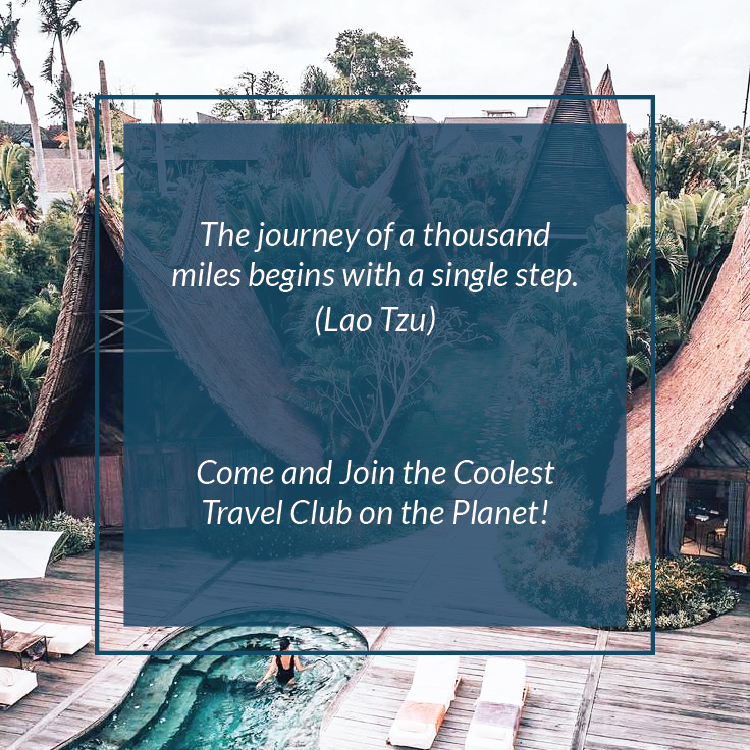 The journey of a thousand
miles begins with a single step.
(Lao Tzu)
Come and Join the Coolest
Travel Club on the Planet!